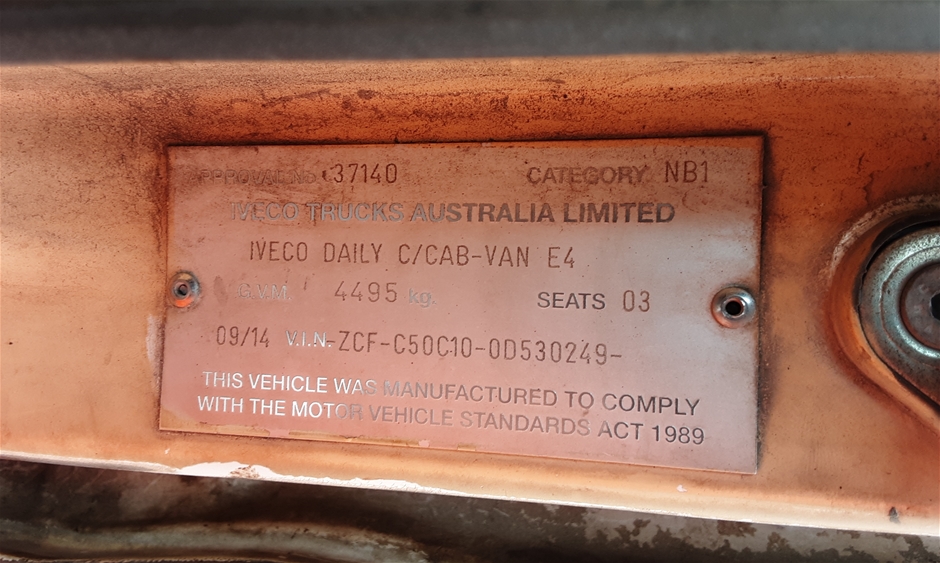 APPROVAL No 37140 CATEGORY NB1
IVECO TRUCKS AUSTRALIA LIMITED
IVECO DAILY C/CAB-VAN E4
G.V.M. 4495 kg. SEATS 03
09/14 V.I.N.-ZCF-C50C10-0D530249-
THIS VEHICLE WAS MANUFACTURED TO COMPLY
WITH THE MOTOR VEHICLE STANDARDS ACT 1989